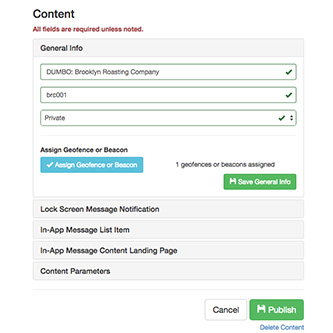 Content
All fields are required unless noted.
General Info
DUMBO: Brooklyn Roasting Company
brc001
Private
Assign Geofence or Beacon
Assign Geofence or Beacon
1 geofences or beacons assigned
Save General Info
Lock Screen Message Notification
In-App Message List Item
In-App Message Content Landing Page
Content Parameters
Cancel
Publish
Delete Content